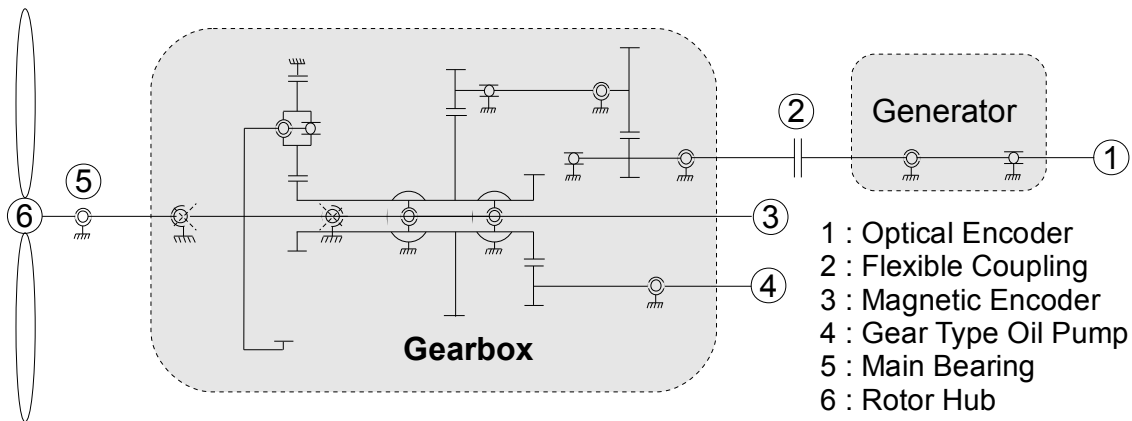 2
Generator
5
1
6
3
4
Gearbox
1 : Optical Encoder
2 : Flexible Coupling
3 : Magnetic Encoder
4 : Gear Type Oil Pump
5 : Main Bearing
6 : Rotor Hub